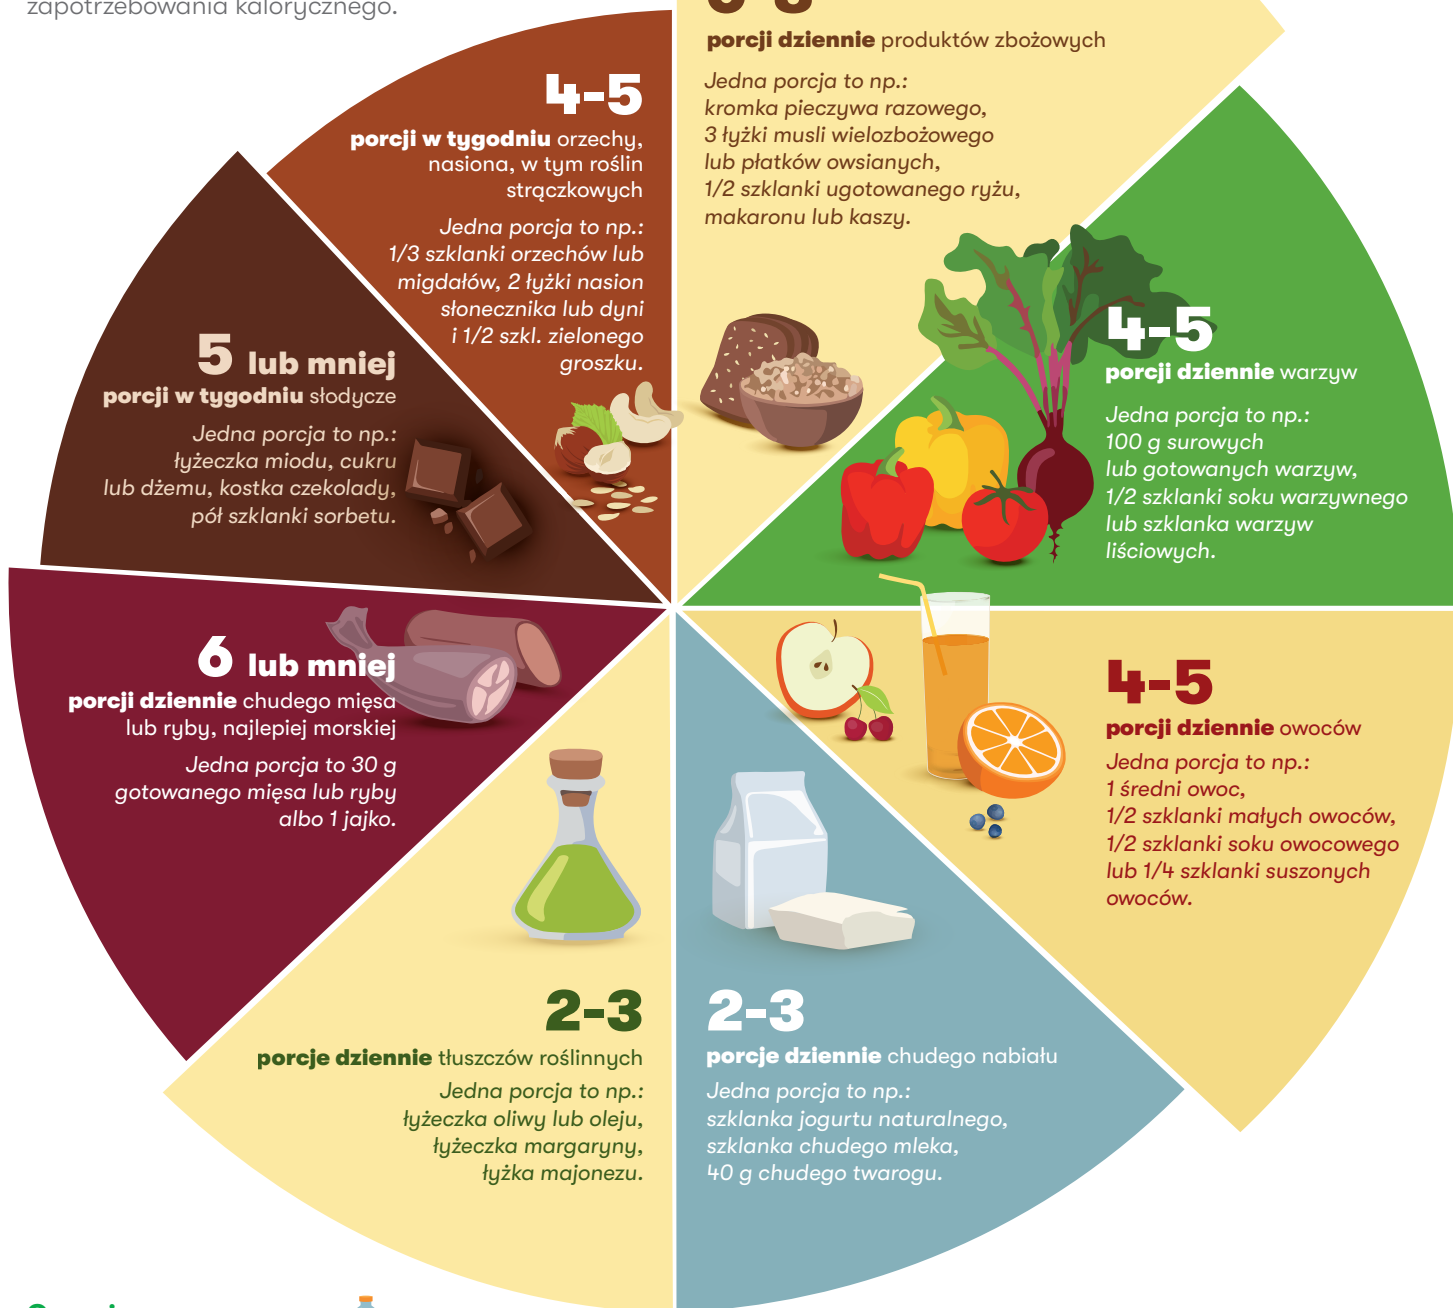 zapotrzebowania kalorycznego.
porcji dziennie produktów zbożowych
Jedna porcja to np.:
kromka pieczywa razowego,
3 łyżki musli wielozbożowego
lub płatków owsianych,
1/2 szklanki ugotowanego ryżu,
makaronu lub kaszy.
4-5
porcji w tygodniu orzechy,
nasiona, w tym roślin
strączkowych
Jedna porcja to np.:
1/3 szklanki orzechów lub
migdałów, 2 łyżki nasion
słonecznika lub dyni
i 1/2 szkl. zielonego
groszku.
4-5
porcji dziennie warzyw
Jedna porcja to np.:
100 g surowych
lub gotowanych warzyw,
1/2 szklanki soku warzywnego
lub szklanka warzyw
liściowych.
5 lub mniej
porcji w tygodniu słodycze
Jedna porcja to np.:
łyżeczka miodu, cukru
lub dżemu, kostka czekolady,
pół szklanki sorbetu.
6 lub mniej
porcji dziennie chudego mięsa
lub ryby, najlepiej morskiej
Jedna porcja to 30 g
gotowanego mięsa lub ryby
albo 1 jajko.
4-5
porcji dziennie owoców
Jedna porcja to np.:
1 średni owoc,
1/2 szklanki małych owoców,
1/2 szklanki soku owocowego
lub 1/4 szklanki suszonych
owoców.
2-3
porcje dziennie tłuszczów roślinnych
Jedna porcja to np.:
łyżeczka oliwy lub oleju,
łyżeczka margaryny,
łyżka majonezu.
2-3
porcje dziennie chudego nabiału
Jedna porcja to np.:
szklanka jogurtu naturalnego,
szklanka chudego mleka,
40 g chudego twarogu.